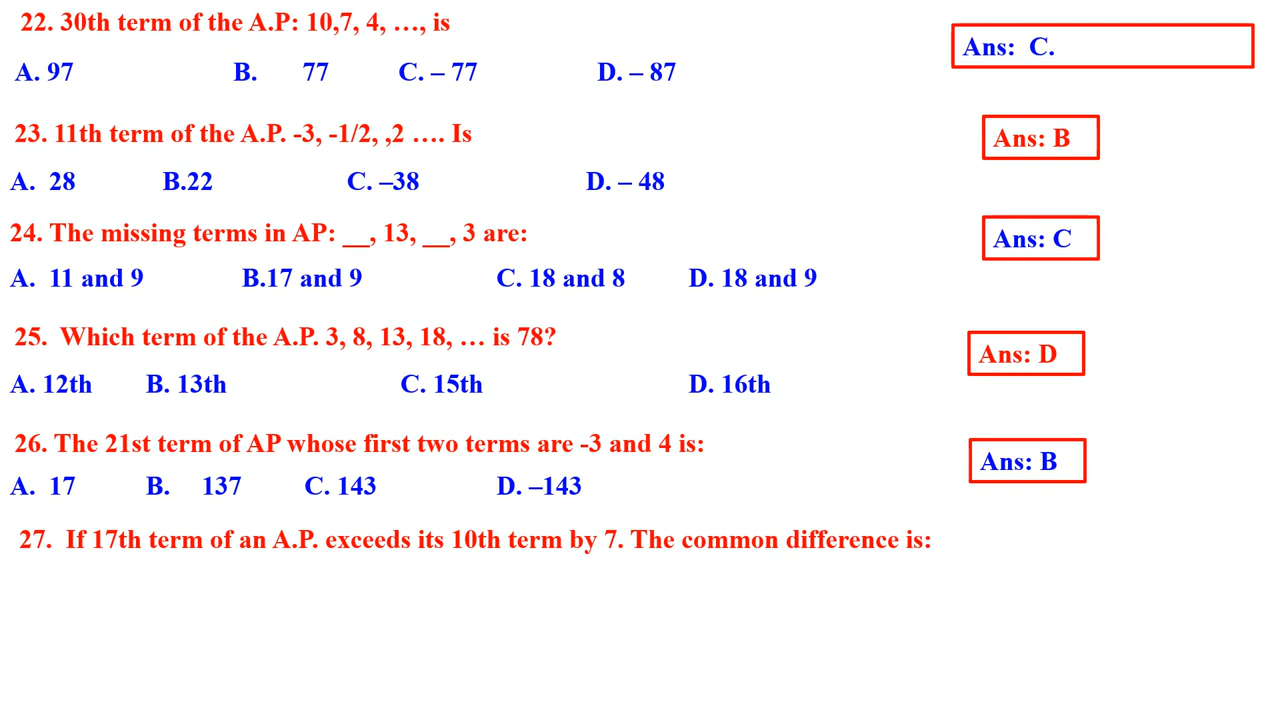 22. 30th term of the A.P: 10,7, 4, …, is
Ans: C.
A. 97 B. 77 C. – 77 D. – 87
23. 11th term of the A.P. -3, -1/2, ,2 …. Is
Ans: B
A. 28 B.22 C. –38 D. – 48
24. The missing terms in AP: __, 13, __, 3 are:
Ans: C
A. 11 and 9 B.17 and 9 C. 18 and 8 D. 18 and 9
25. Which term of the A.P. 3, 8, 13, 18, … is 78?
Ans: D
A. 12th B. 13th C. 15th D. 16th
26. The 21st term of AP whose first two terms are -3 and 4 is:
Ans: B
A. 17 B. 137 C. 143 D. –143
27. If 17th term of an A.P. exceeds its 10th term by 7. The common difference is: